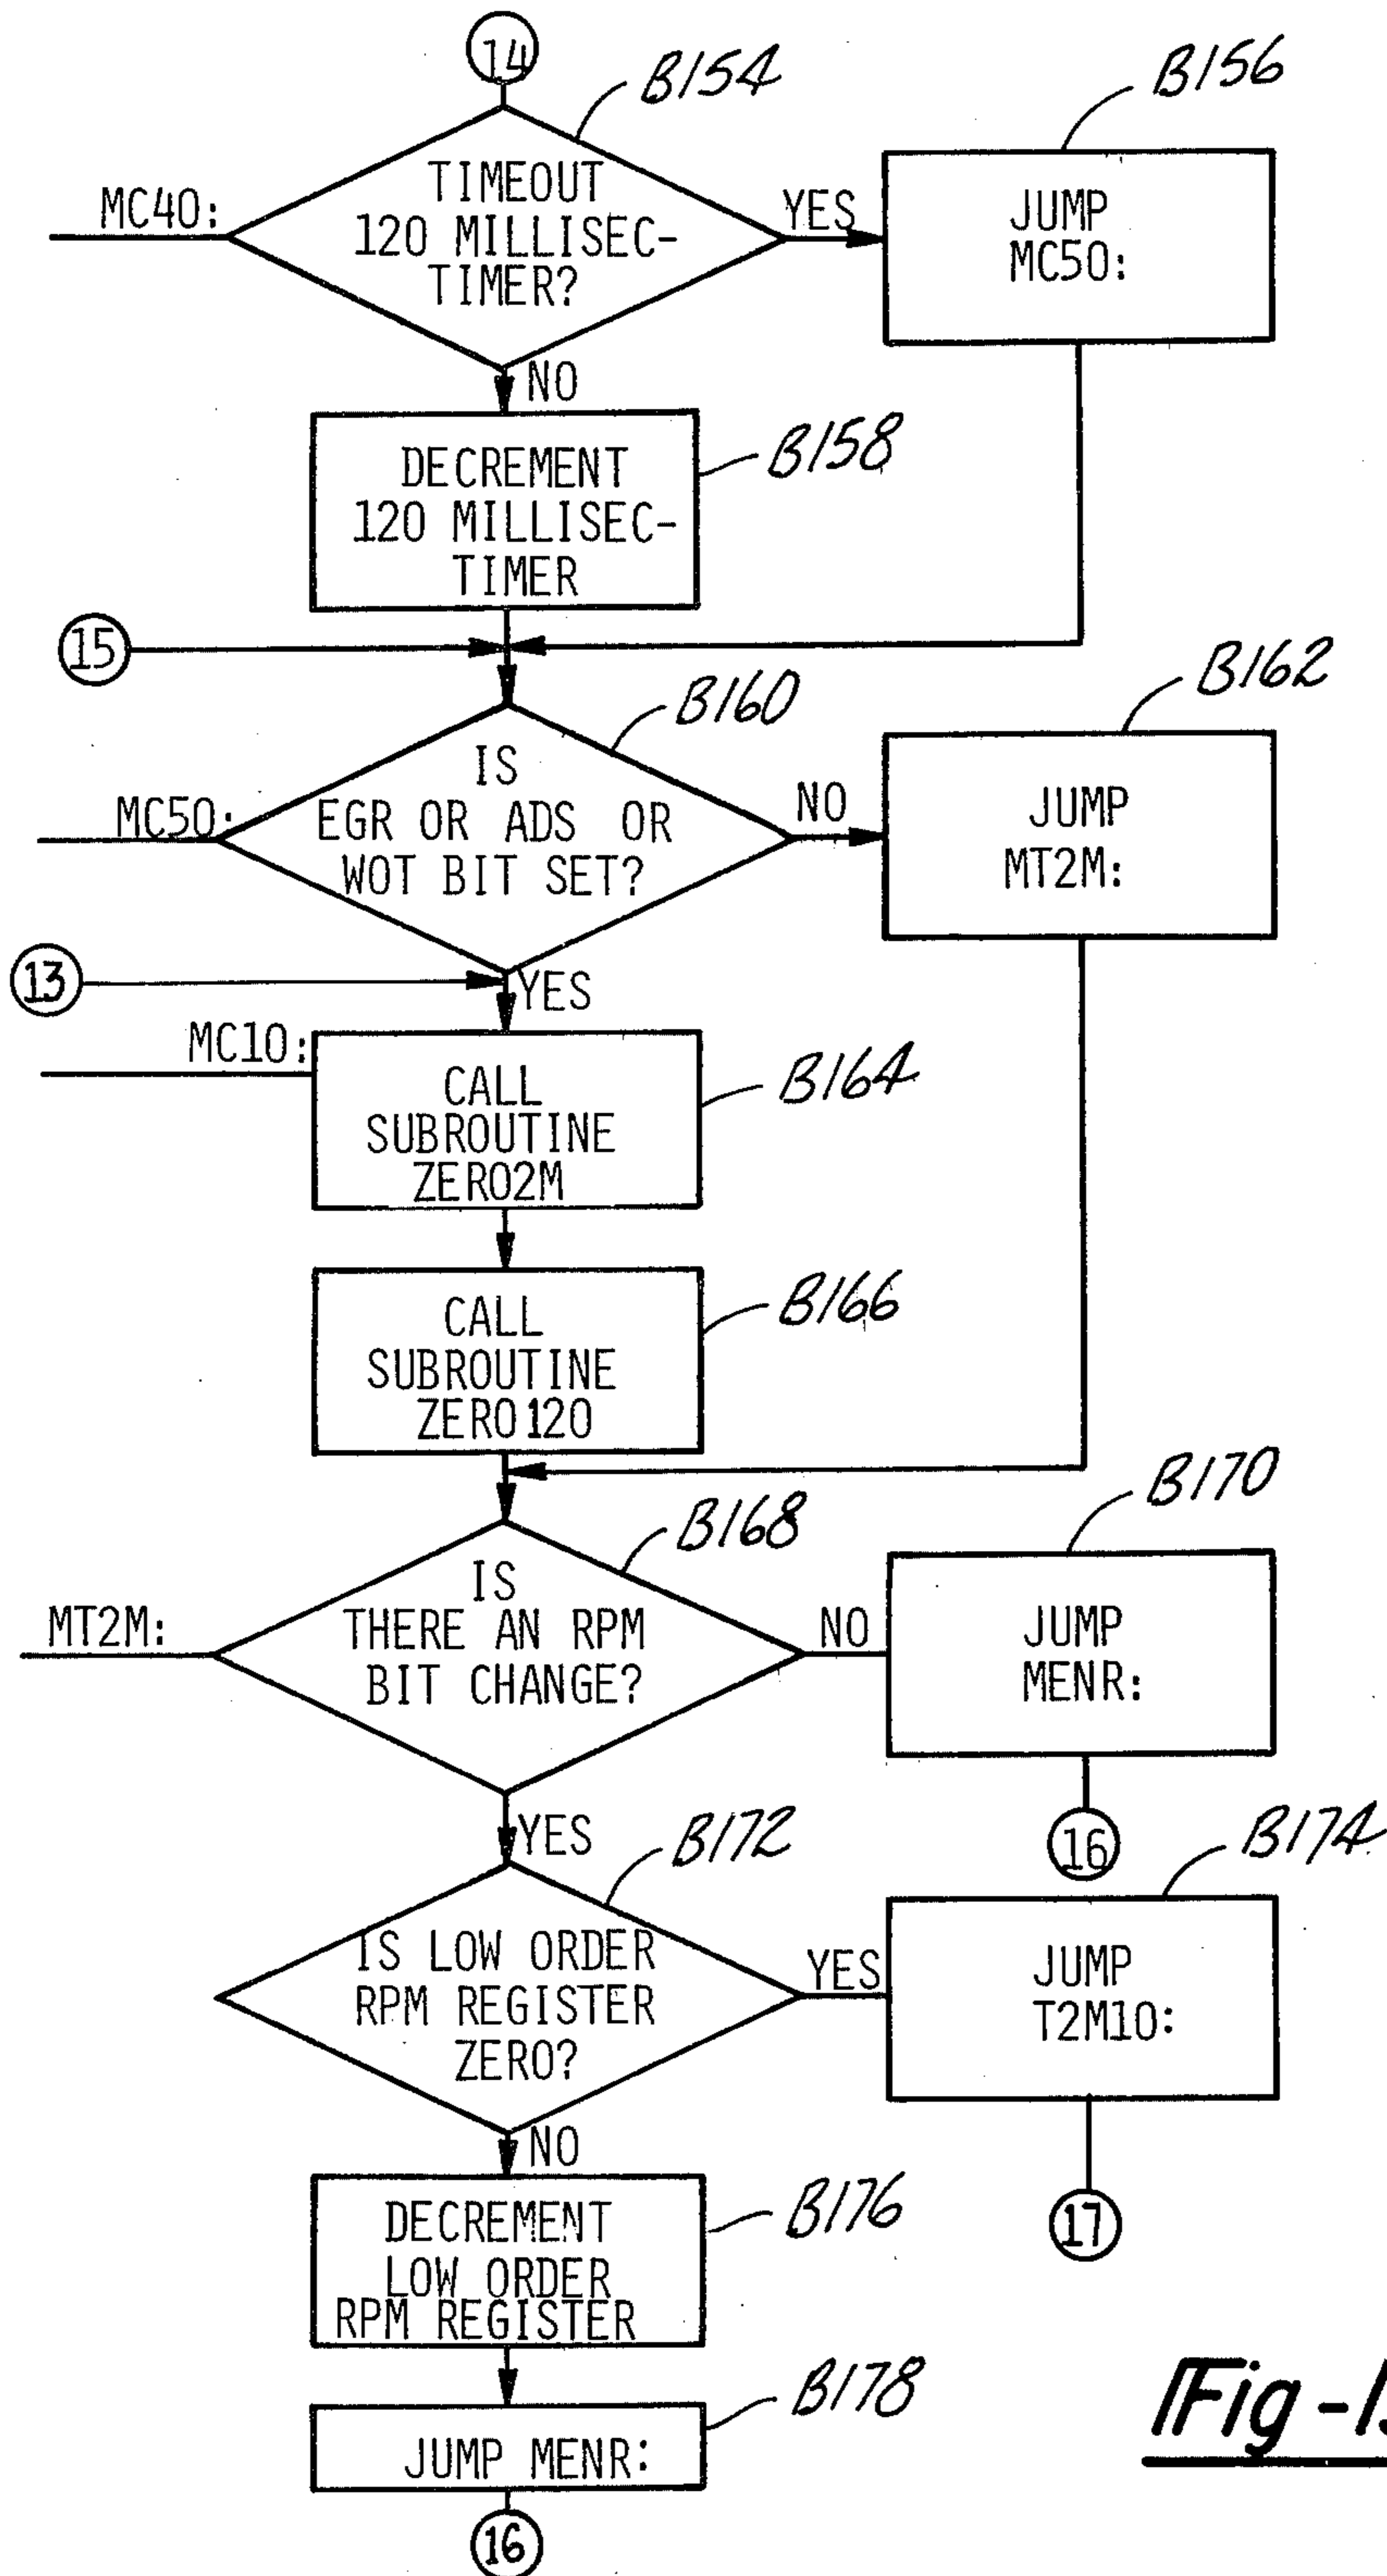 14
B154
B156
MC40:
TIMEOUT
120 MILLISEC-
TIMER?
YES
JUMP
MC50:
NO
B158
DECREMENT
120 MILLISEC-
TIMER
15
B160
B162
MC50:
IS
EGR OR ADS OR
WOT BIT SET?
NO
JUMP
MT2M:
13
YES
MC10:
B164
CALL
SUBROUTINE
ZERO2M
B166
CALL
SUBROUTINE
ZERO120
B168
B170
MT2M:
IS
THERE AN RPM
BIT CHANGE?
NO
JUMP
MENR:
16
YES
B172
B174
IS LOW ORDER
RPM REGISTER
ZERO?
YES
JUMP
T2M10:
17
NO
B176
DECREMENT
LOW ORDER
RPM REGISTER
B178
JUMP MENR:
16
Fig-